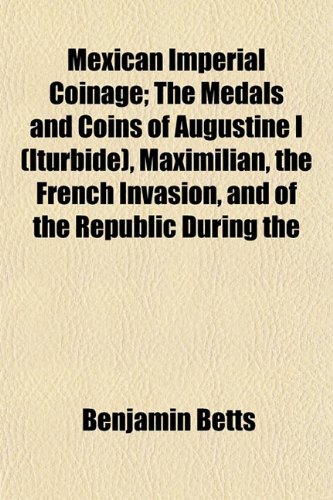 Mexican Imperial
Coinage; The Medals
and Coins of Augustine I
(Iturbide), Maximilian, the
French Invasion, and of
the Republic During the
Benjamin Betts